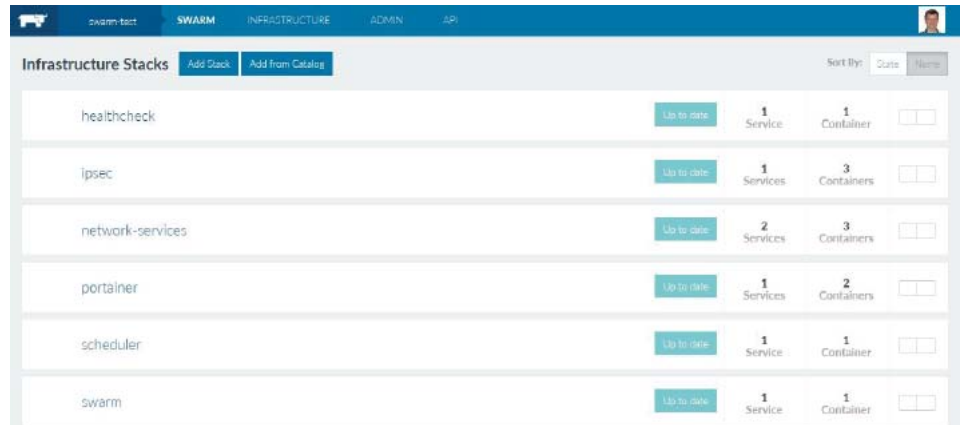 swarm-test SWARM INFRASTRUCTURE ADMIN API
Infrastructure Stacks Add Stack Add from Catalog Sort By: State Name
healthcheck Up to date 1 Service 1 Container
ipsec Up to date 1 Services 3 Containers
network-services Up to date 2 Services 3 Containers
portainer Up to date 1 Services 2 Containers
scheduler Up to date 1 Service 1 Container
swarm Up to date 1 Service 1 Container